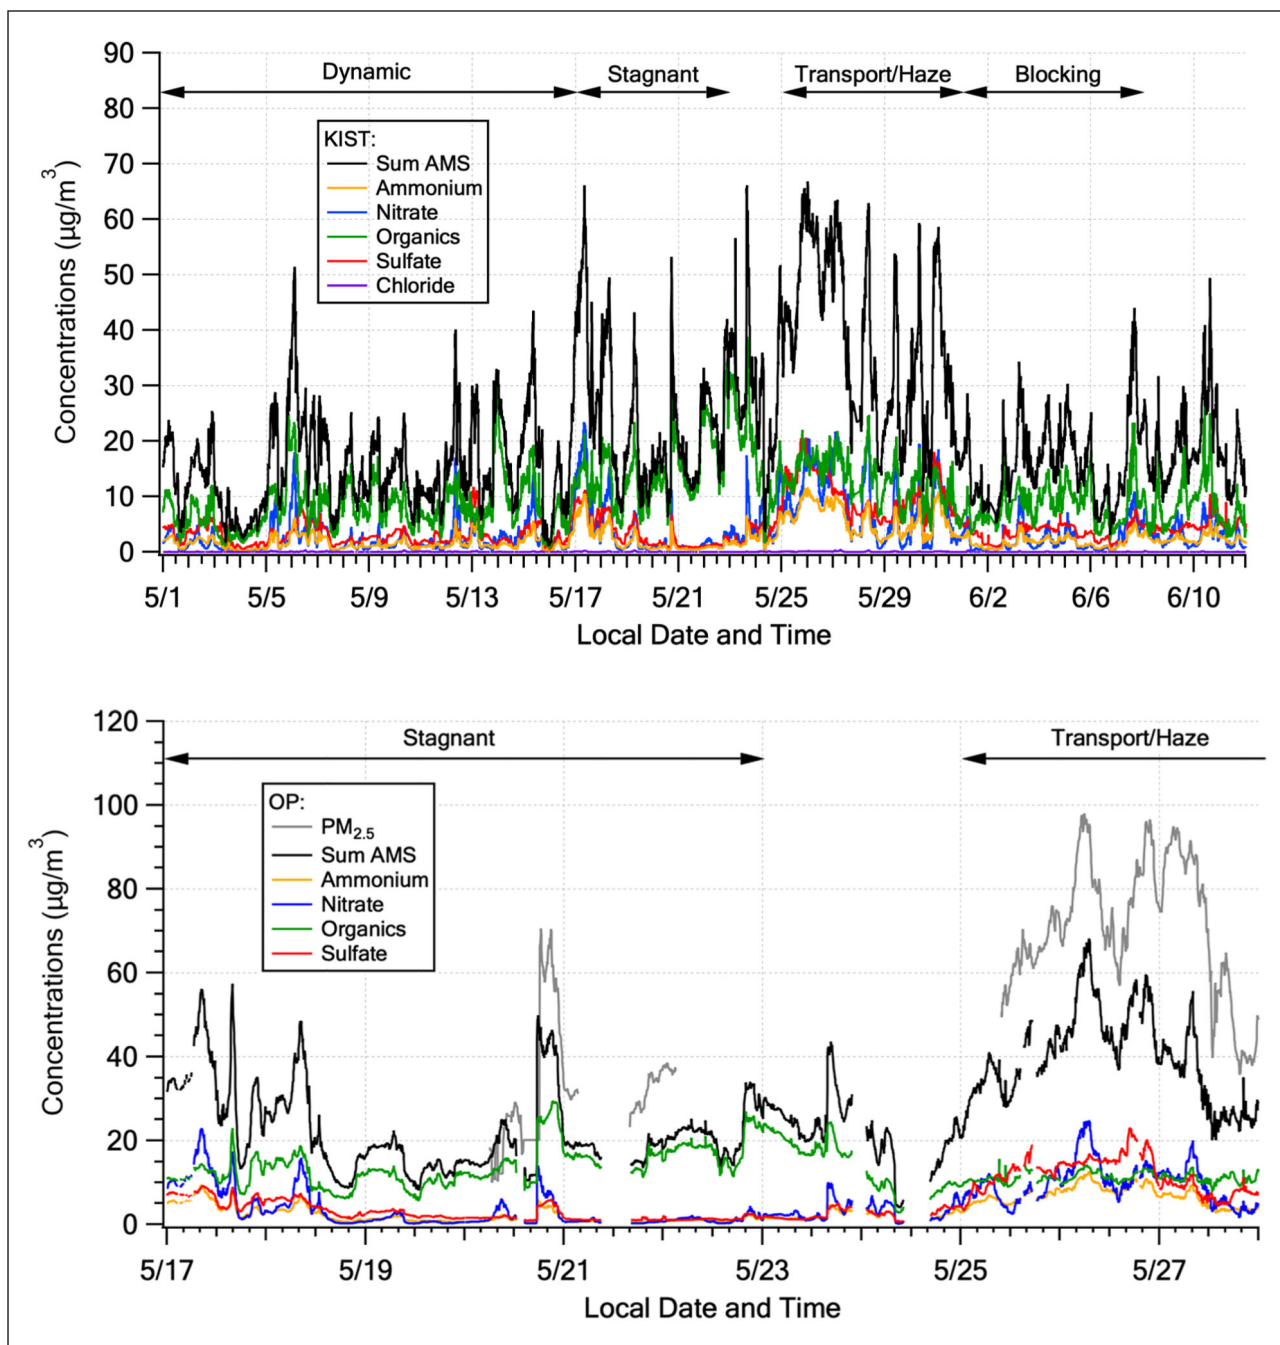 90
80
70
60
50
40
30
20
10
0
Concentrations (µg/m³)
Dynamic
Stagnant
Transport/Haze
Blocking
KIST:
Sum AMS
Ammonium
Nitrate
Organics
Sulfate
Chloride
5/1 5/5 5/9 5/13 5/17 5/21 5/25 5/29 6/2 6/6 6/10
Local Date and Time
120
100
80
60
40
20
0
Concentrations (µg/m³)
Stagnant
Transport/Haze
OP:
PM₂.₅
Sum AMS
Ammonium
Nitrate
Organics
Sulfate
5/17 5/19 5/21 5/23 5/25 5/27
Local Date and Time